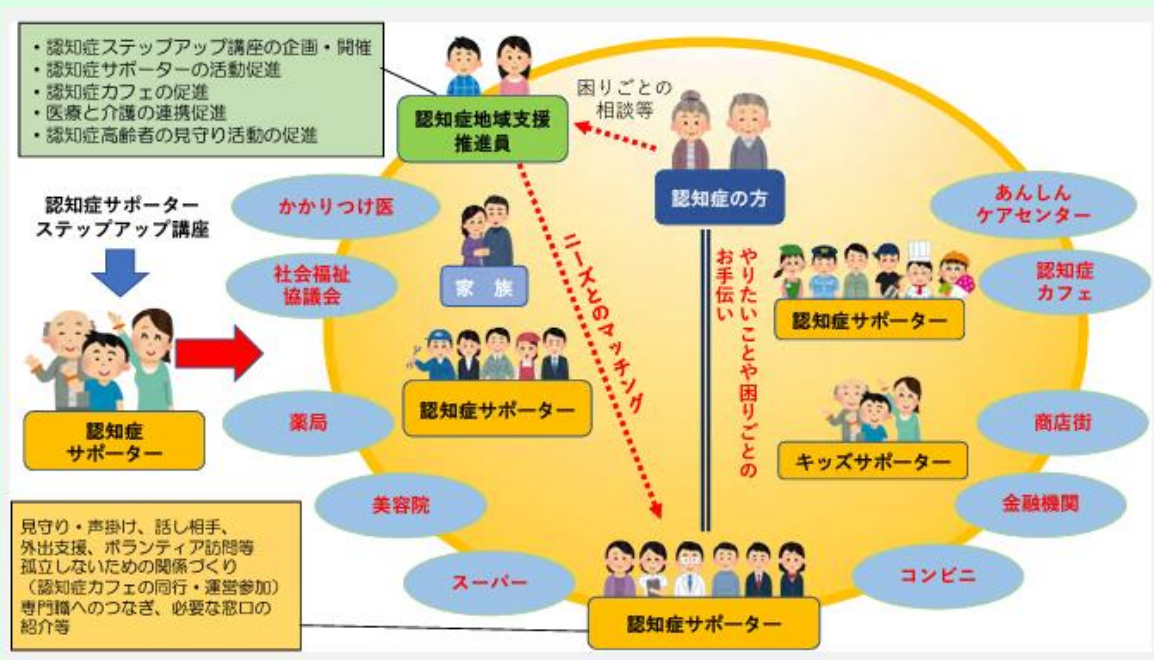 ・認知症ステップアップ講座の企画・開催
・認知症サポーターの活動促進
・認知症カフェの促進
・医療と介護の連携促進
・認知症高齢者の見守り活動の促進
認知症地域支援
推進員
困りごとの
相談等
認知症の方
認知症サポーター
ステップアップ講座
認知症
サポーター
かかりつけ医
社会福祉
協議会
薬局
美容院
スーパー
家 族
認知症サポーター
ニーズとのマッチング
やりたいことや困りごとの
お手伝い
認知症サポーター
キッズサポーター
あんしん
ケアセンター
認知症
カフェ
商店街
金融機関
コンビニ
認知症サポーター
見守り・声掛け、話し相手、
外出支援、ボランティア訪問等
孤立しないための関係づくり
（認知症カフェの同行・運営参加）
専門職へのつなぎ、必要な窓口の
紹介等